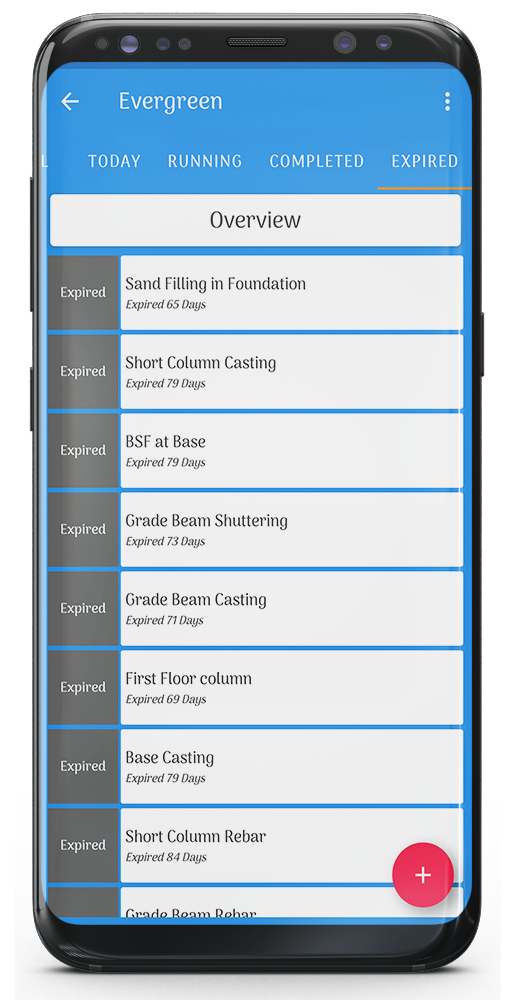 Evergreen
L TODAY RUNNING COMPLETED EXPIRED
Overview
Expired
Sand Filling in Foundation
Expired 65 Days
Expired
Short Column Casting
Expired 79 Days
Expired
BSF at Base
Expired 79 Days
Expired
Grade Beam Shuttering
Expired 73 Days
Expired
Grade Beam Casting
Expired 71 Days
Expired
First Floor column
Expired 69 Days
Expired
Base Casting
Expired 79 Days
Expired
Short Column Rebar
Expired 84 Days
Grade Beam Rebar